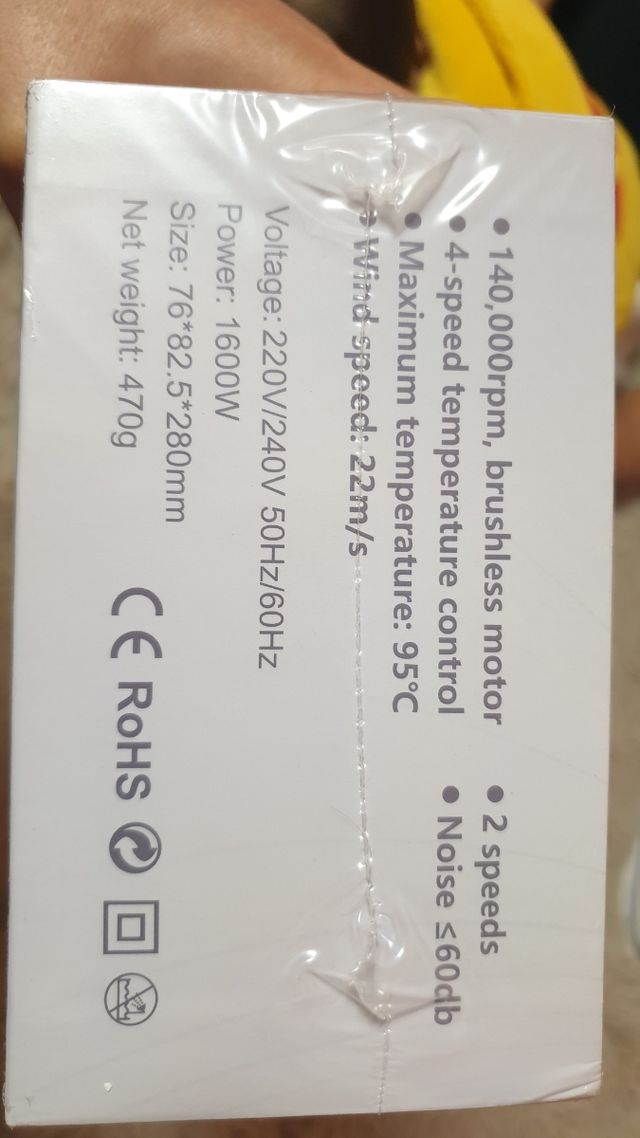 ● 140,000rpm, brushless motor
● 4-speed temperature control
● Maximum temperature: 95°C
● Wind speed: 22m/s
● 2 speeds
● Noise ≤60db
Voltage: 220V/240V 50Hz/60Hz
Power: 1600W
Size: 76*82.5*280mm
Net weight: 470g
CE RoHS